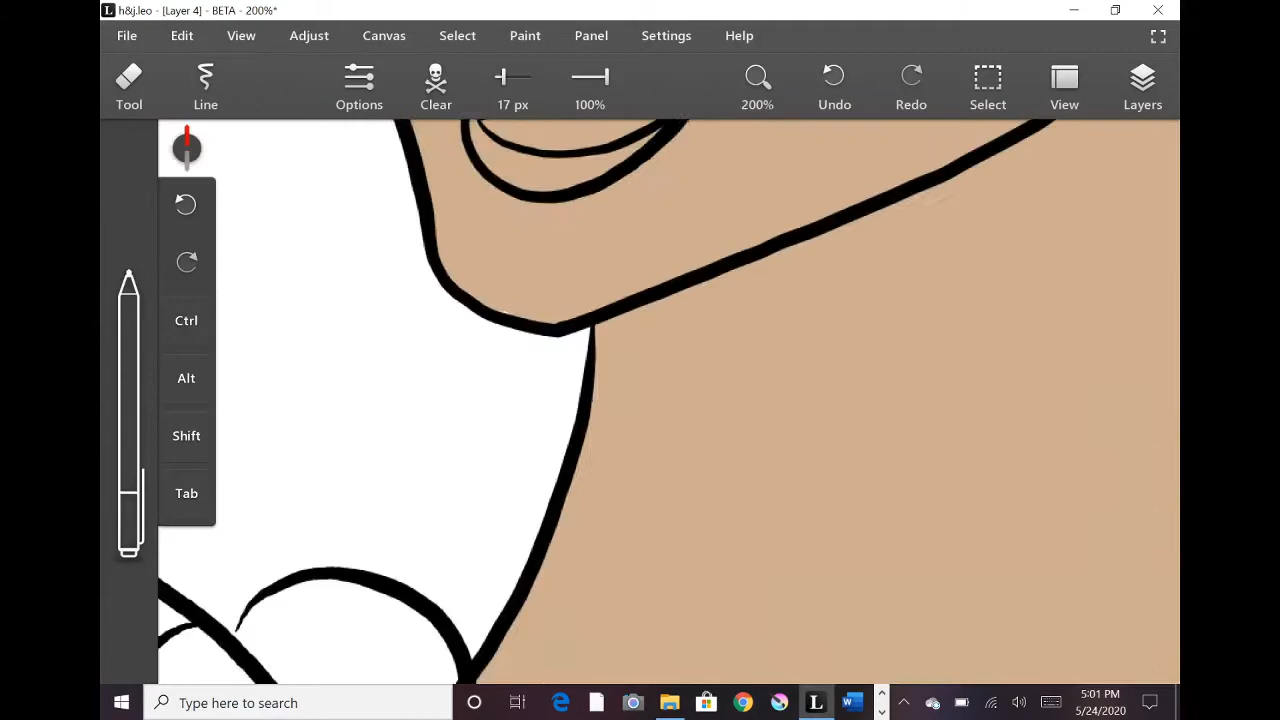 L h&j.leo - [Layer 4] - BETA - 200%*
File Edit View Adjust Canvas Select Paint Panel Settings Help
Tool Line Options Clear 17 px 100% 200% Undo Redo Select View Layers
Ctrl
Alt
Shift
Tab
Type here to search
L W
5:01 PM
5/24/2020